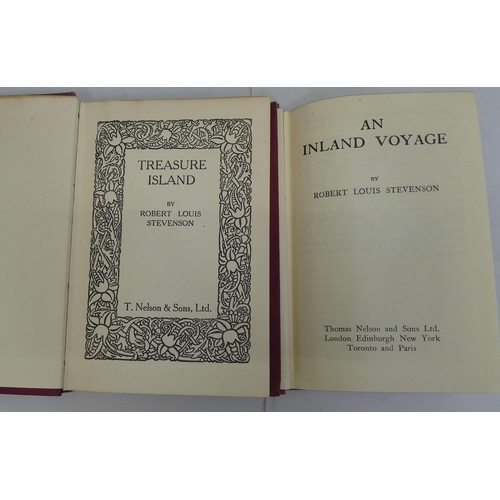 TREASURE
ISLAND
BY
ROBERT LOUIS
STEVENSON
T. Nelson & Sons, Ltd.
AN
INLAND VOYAGE
BY
ROBERT LOUIS STEVENSON
Thomas Nelson and Sons Ltd.
London Edinburgh New York
Toronto and Paris